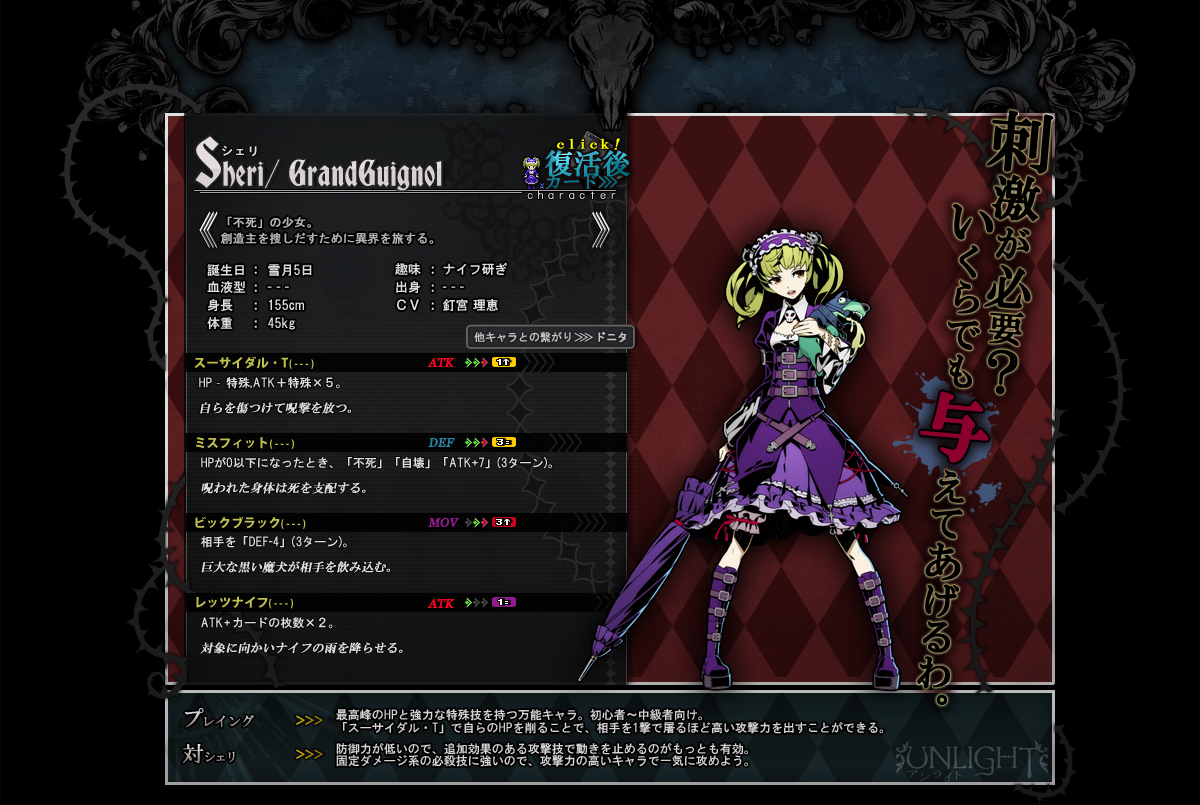 シェリ
Sheri/ GrandGuignol
click!
復活後
カード>>>
character
「不死」の少女。
創造主を捜しだすために異界を旅する。
誕生日 : 雪月5日
趣味 : ナイフ研ぎ
血液型 : ---
出身 : ---
身長 : 155cm
CV : 釘宮 理恵
体重 : 45kg
他キャラとの繋がり>>> ドニタ
スーサイダル・T(---) ATK 1↑
HP - 特殊,ATK＋特殊×５。
自らを傷つけて呪撃を放つ。
ミスフィット(---) DEF 3=
HPが0以下になったとき、「不死」「自壊」「ATK+7」(3ターン)。
呪われた身体は死を支配する。
ビックブラック(---) MOV 3↑
相手を「DEF-4」(3ターン)。
巨大な黒い魔犬が相手を飲み込む。
レッツナイフ(---) ATK 1=
ATK+カードの枚数×２。
対象に向かいナイフの雨を降らせる。
刺激が必要?
いくらでも与えてあげるわ。
プレイング >>> 最高峰のHPと強力な特殊技を持つ万能キャラ。初心者〜中級者向け。
「スーサイダル・T」で自らのHPを削ることで、相手を1撃で屠るほど高い攻撃力を出すことができる。
対シェリ >>> 防御力が低いので、追加効果のある攻撃技で動きを止めるのがもっとも有効。
固定ダメージ系の必殺技に強いので、攻撃力の高いキャラで一気に攻めよう。
UNLIGHT
アンライト